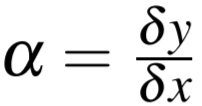 α = δy/δx